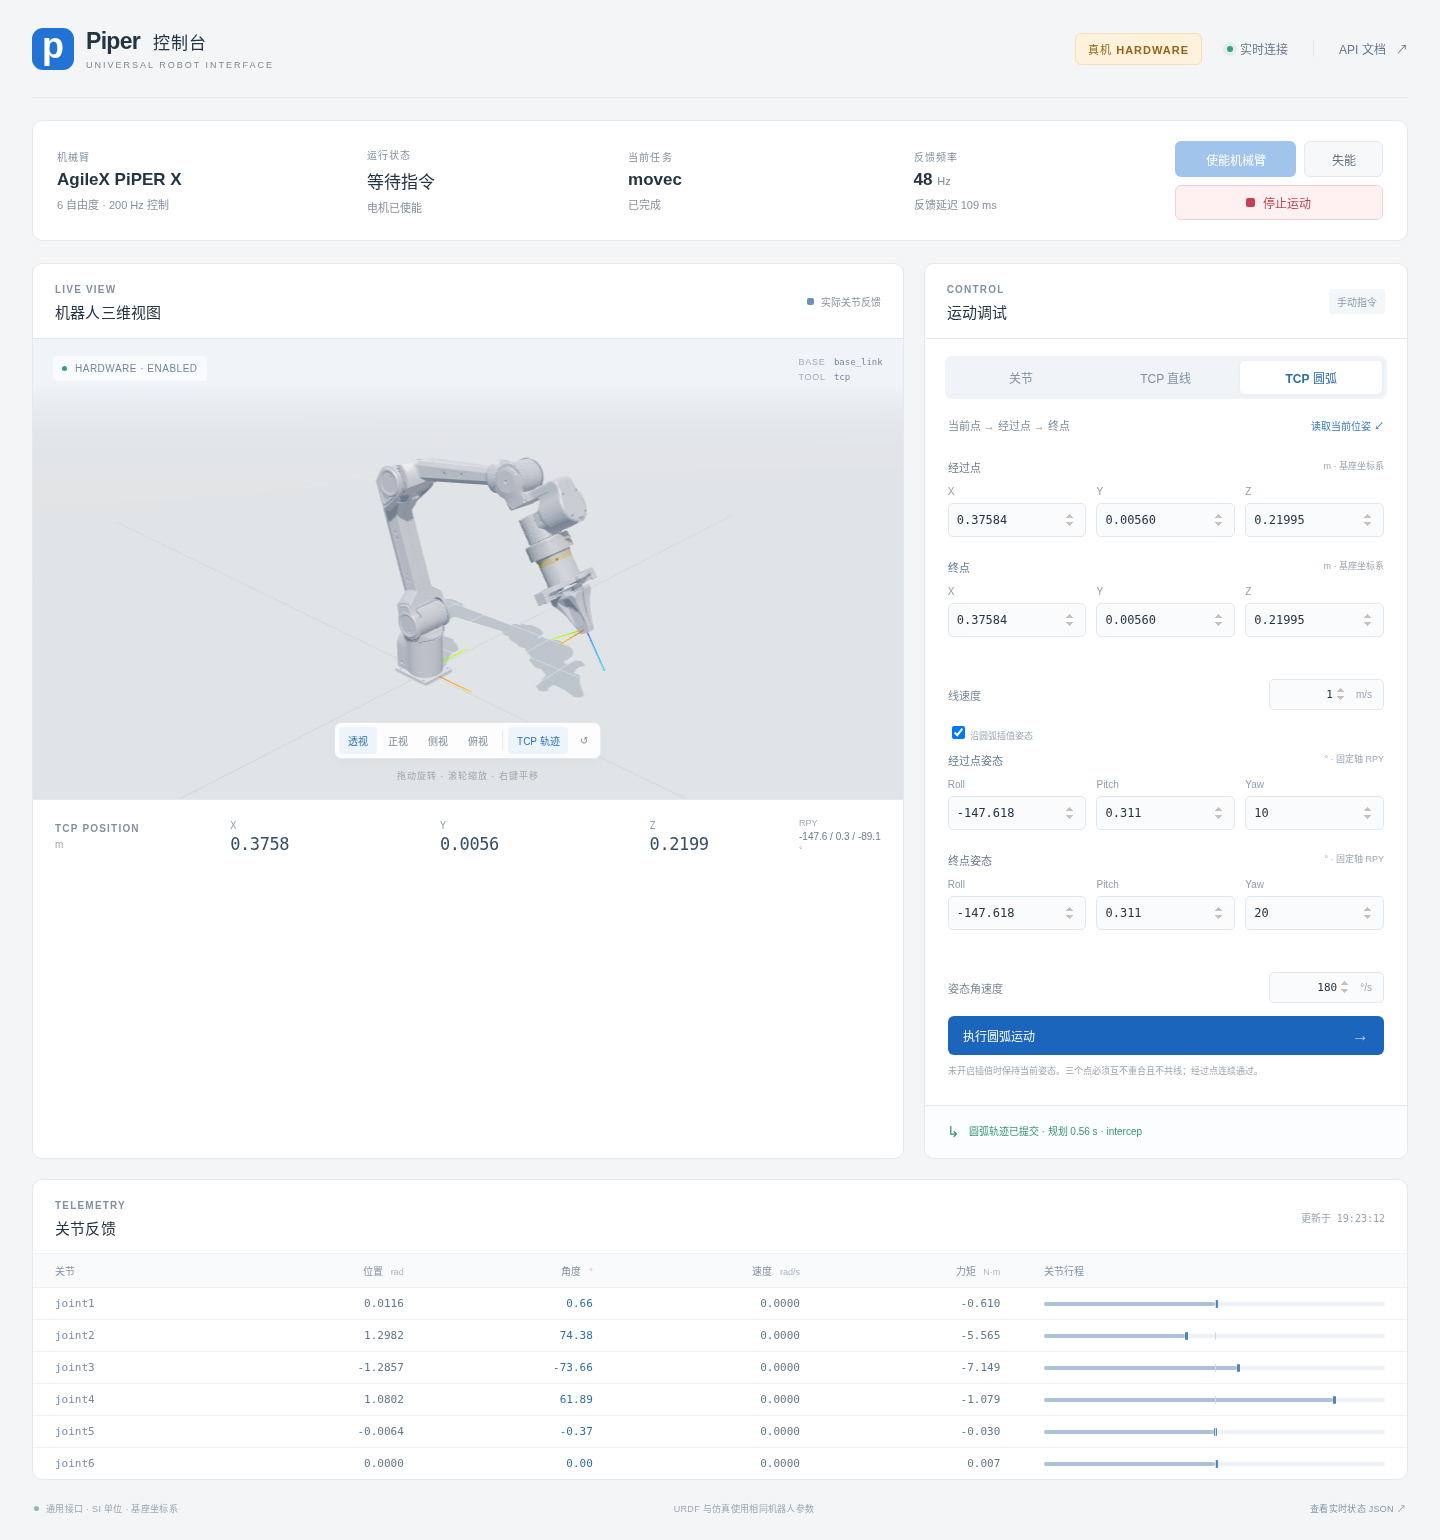 p
Piper 控制台
UNIVERSAL ROBOT INTERFACE
真机 HARDWARE
实时连接
API 文档 ↗
机械臂
AgileX PiPER X
6 自由度 · 200 Hz 控制
运行状态
等待指令
电机已使能
当前任务
movec
已完成
反馈频率
48 Hz
反馈延迟 109 ms
使能机械臂
失能
停止运动
LIVE VIEW
机器人三维视图
实际关节反馈
HARDWARE · ENABLED
BASE base_link
TOOL tcp
透视 正视 侧视 俯视 TCP 轨迹 ↺
拖动旋转 · 滚轮缩放 · 右键平移
TCP POSITION
m
X
0.3758
Y
0.0056
Z
0.2199
RPY
-147.6 / 0.3 / -89.1
°
CONTROL
运动调试
手动指令
关节 TCP 直线 TCP 圆弧
当前点 → 经过点 → 终点
读取当前位姿 ↙
经过点 m · 基座坐标系
X Y Z
0.37584 0.00560 0.21995
终点 m · 基座坐标系
X Y Z
0.37584 0.00560 0.21995
线速度 1 m/s
沿圆弧插值姿态
经过点姿态 ° · 固定轴 RPY
Roll Pitch Yaw
-147.618 0.311 10
终点姿态 ° · 固定轴 RPY
Roll Pitch Yaw
-147.618 0.311 20
姿态角速度 180 °/s
执行圆弧运动 →
未开启插值时保持当前姿态。三个点必须互不重合且不共线；经过点连续通过。
↳ 圆弧轨迹已提交 · 规划 0.56 s · intercep
TELEMETRY
关节反馈
更新于 19:23:12
关节 位置 rad 角度 ° 速度 rad/s 力矩 N·m 关节行程
joint1 0.0116 0.66 0.0000 -0.610
joint2 1.2982 74.38 0.0000 -5.565
joint3 -1.2857 -73.66 0.0000 -7.149
joint4 1.0802 61.89 0.0000 -1.079
joint5 -0.0064 -0.37 0.0000 -0.030
joint6 0.0000 0.00 0.0000 0.007
通用接口 · SI 单位 · 基座坐标系
URDF 与仿真使用相同机器人参数
查看实时状态 JSON ↗